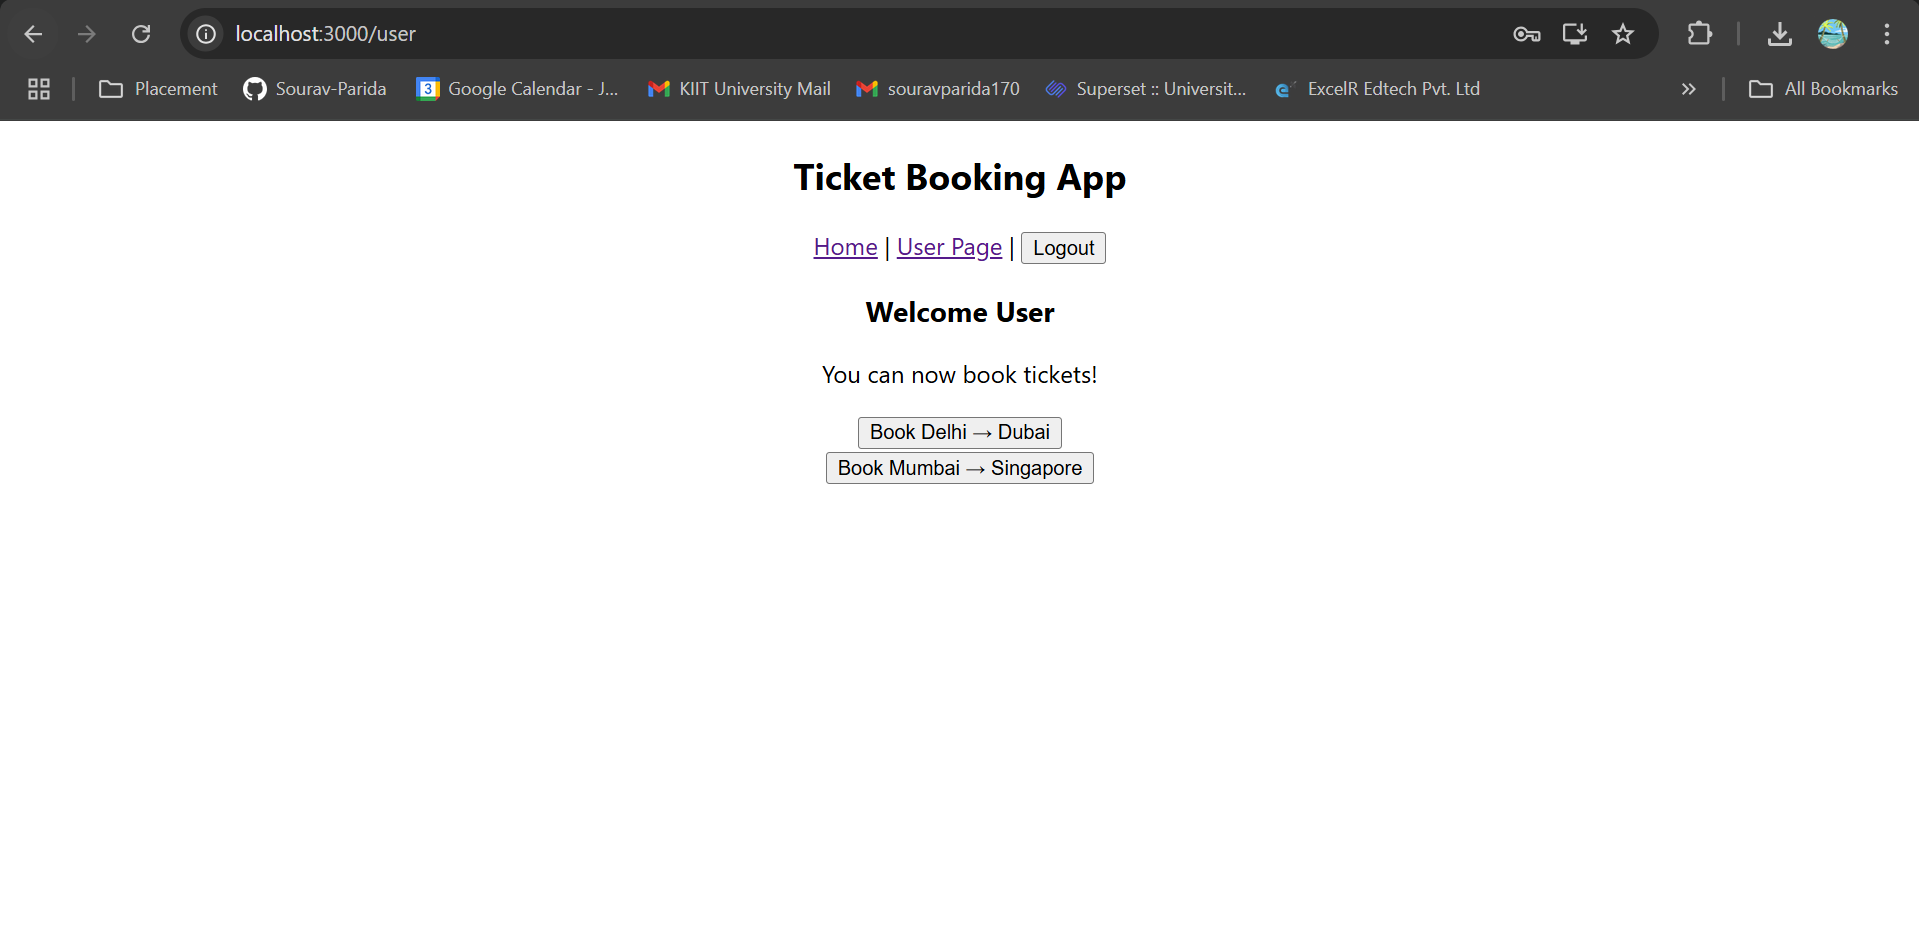 localhost:3000/user
Placement Sourav-Parida 3 Google Calendar - J... KIIT University Mail souravparida170 Superset :: Universit... ExcelR Edtech Pvt. Ltd » All Bookmarks
Ticket Booking App
Home | User Page | Logout
Welcome User
You can now book tickets!
Book Delhi → Dubai
Book Mumbai → Singapore